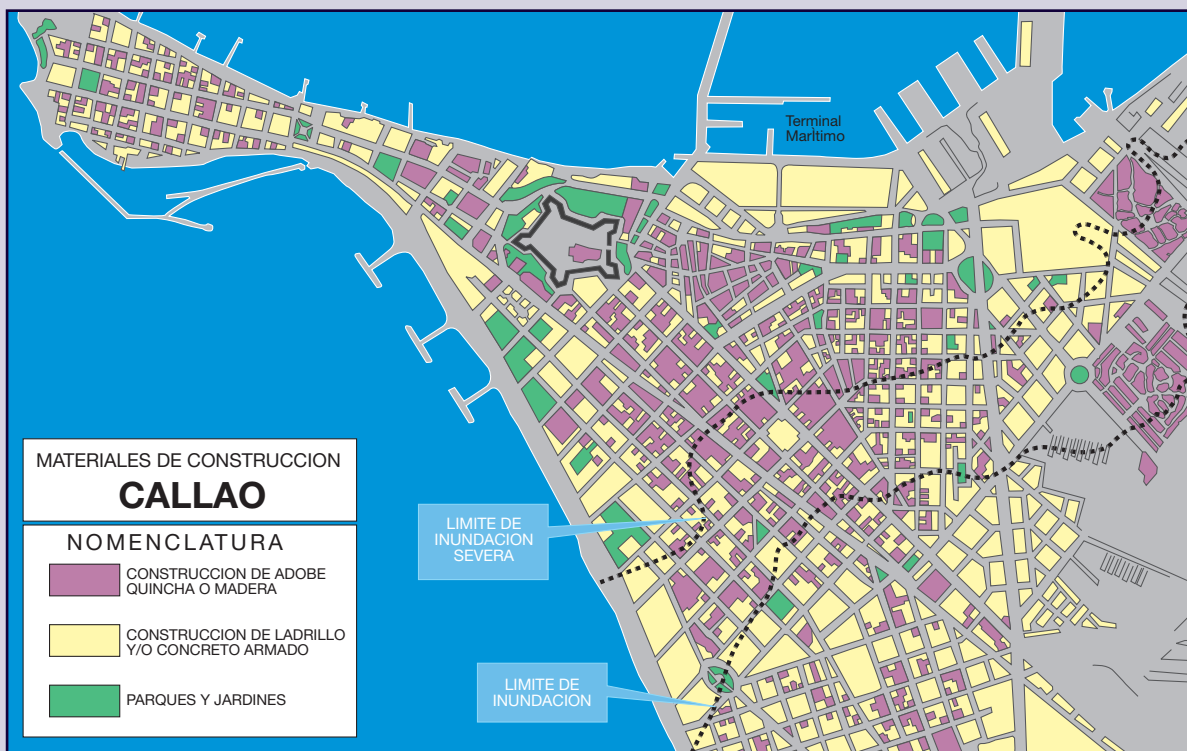 Terminal
Marítimo
MATERIALES DE CONSTRUCCION
CALLAO
NOMENCLATURA
CONSTRUCCION DE ADOBE
QUINCHA O MADERA
CONSTRUCCION DE LADRILLO
Y/O CONCRETO ARMADO
PARQUES Y JARDINES
LIMITE DE
INUNDACION
SEVERA
LIMITE DE
INUNDACION